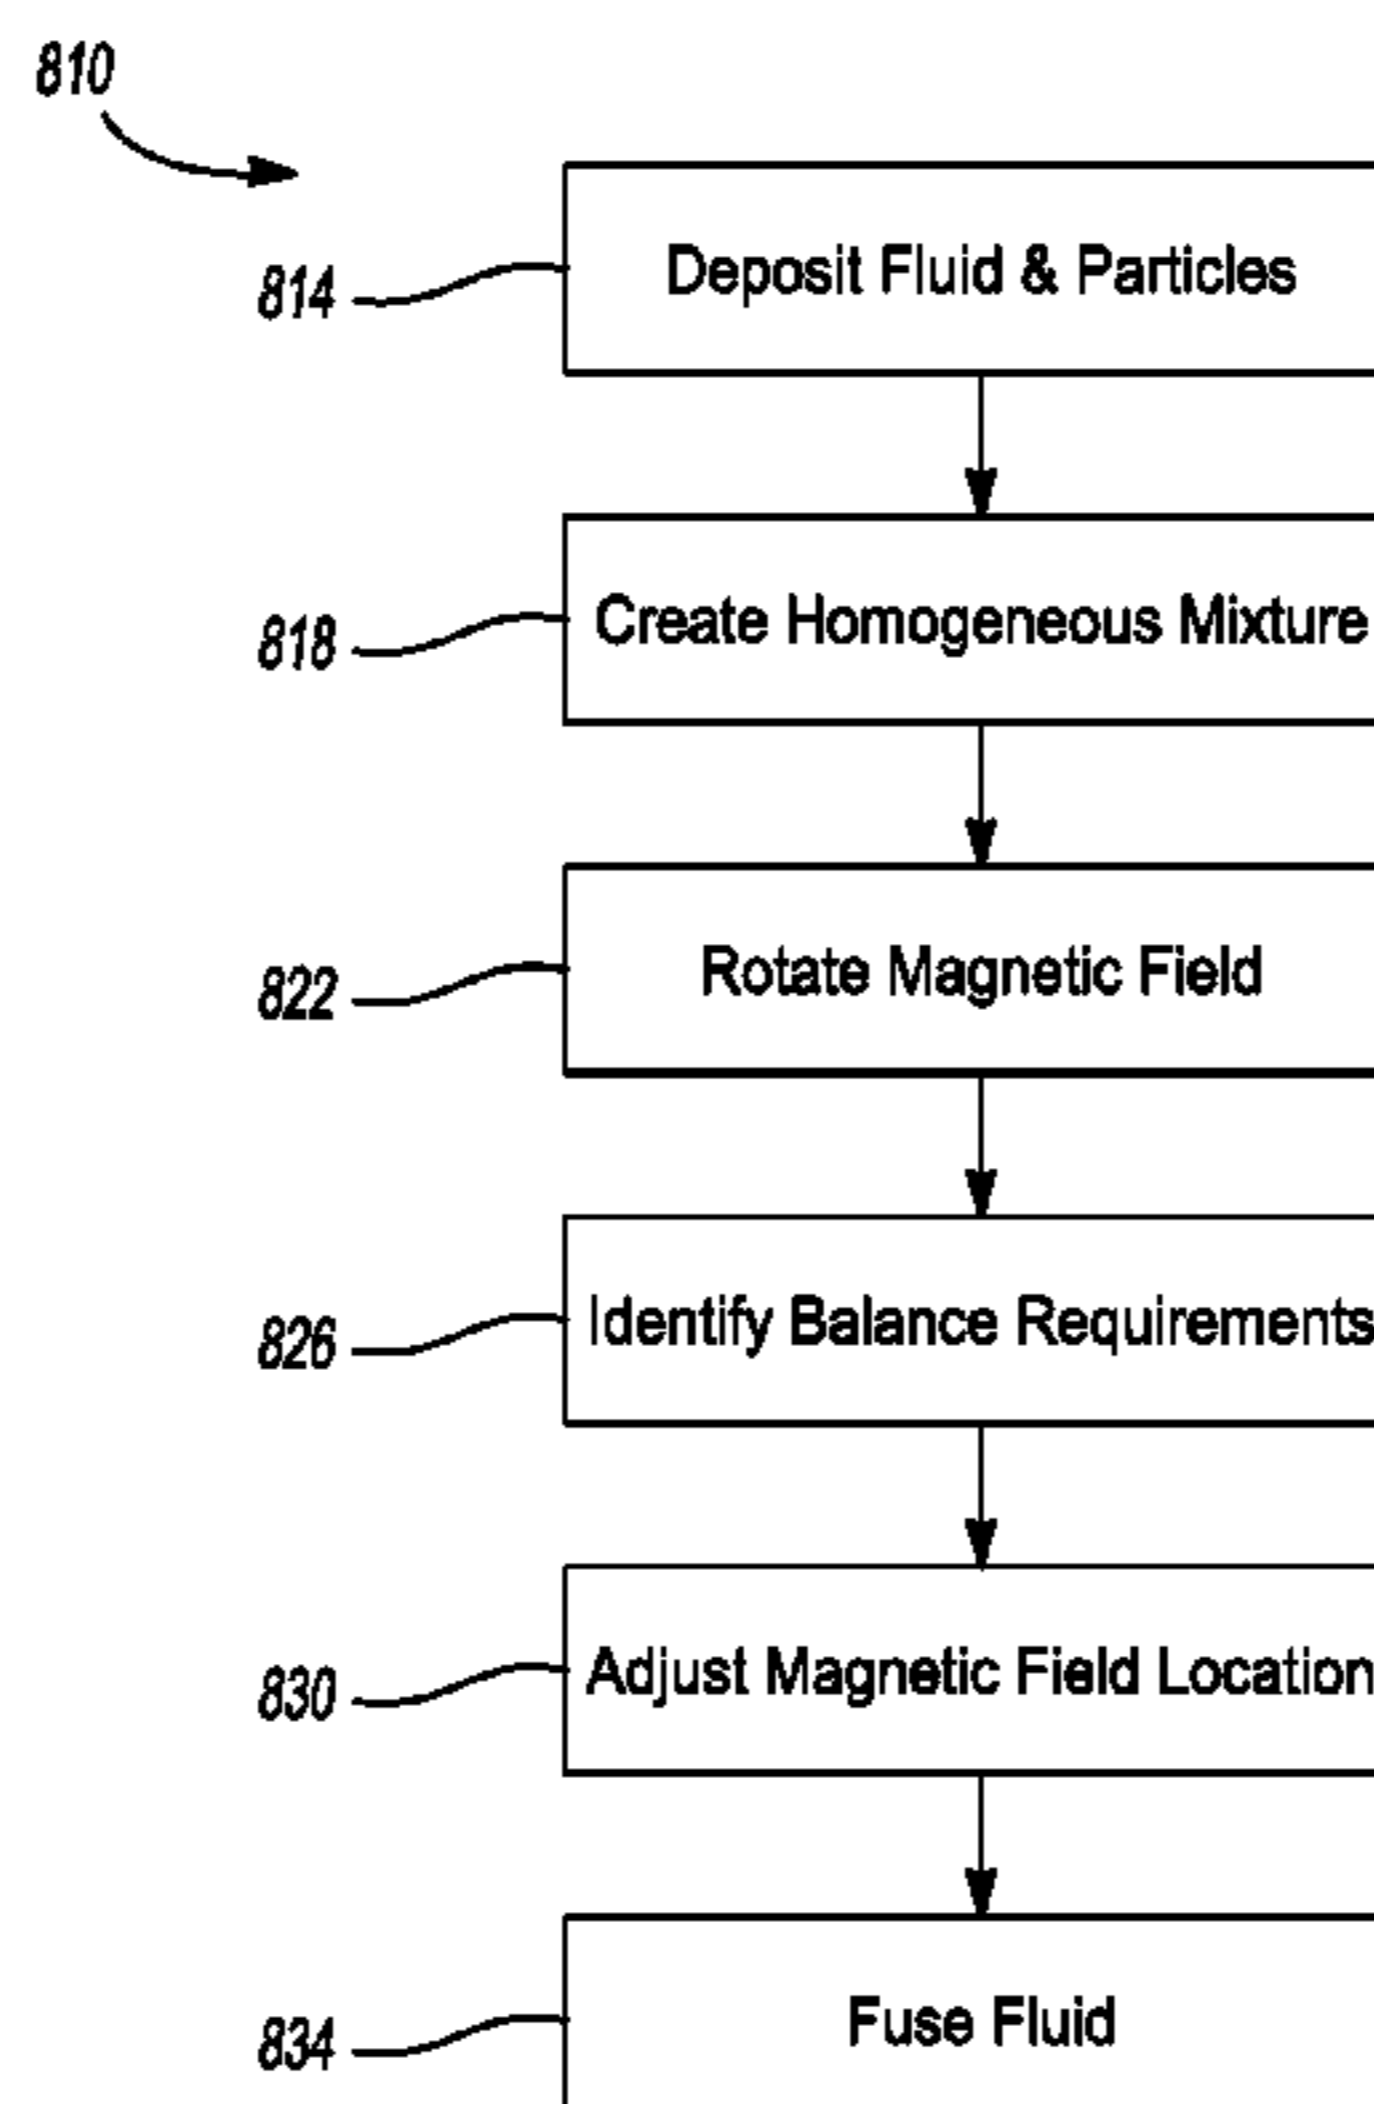 810
814 Deposit Fluid & Particles
818 Create Homogeneous Mixture
822 Rotate Magnetic Field
826 Identify Balance Requirements
830 Adjust Magnetic Field Location
834 Fuse Fluid